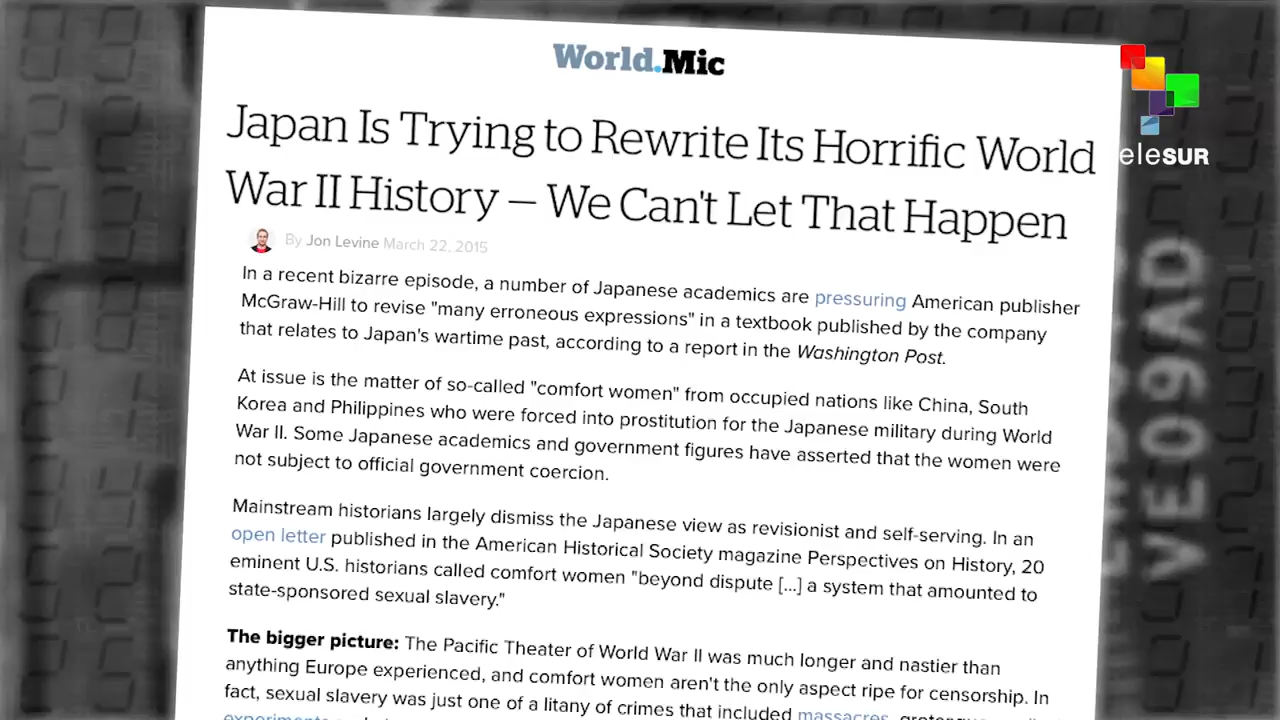 World.Mic
Japan Is Trying to Rewrite Its Horrific World
War II History — We Can't Let That Happen
By Jon Levine March 22, 2015
In a recent bizarre episode, a number of Japanese academics are pressuring American publisher
McGraw-Hill to revise "many erroneous expressions" in a textbook published by the company
that relates to Japan's wartime past, according to a report in the Washington Post.
At issue is the matter of so-called "comfort women" from occupied nations like China, South
Korea and Philippines who were forced into prostitution for the Japanese military during World
War II. Some Japanese academics and government figures have asserted that the women were
not subject to official government coercion.
Mainstream historians largely dismiss the Japanese view as revisionist and self-serving. In an
open letter published in the American Historical Society magazine Perspectives on History, 20
eminent U.S. historians called comfort women "beyond dispute [...] a system that amounted to
state-sponsored sexual slavery."
The bigger picture: The Pacific Theater of World War II was much longer and nastier than
anything Europe experienced, and comfort women aren't the only aspect ripe for censorship. In
fact, sexual slavery was just one of a litany of crimes that included massacres,
experiments
eleSUR
VE09AD